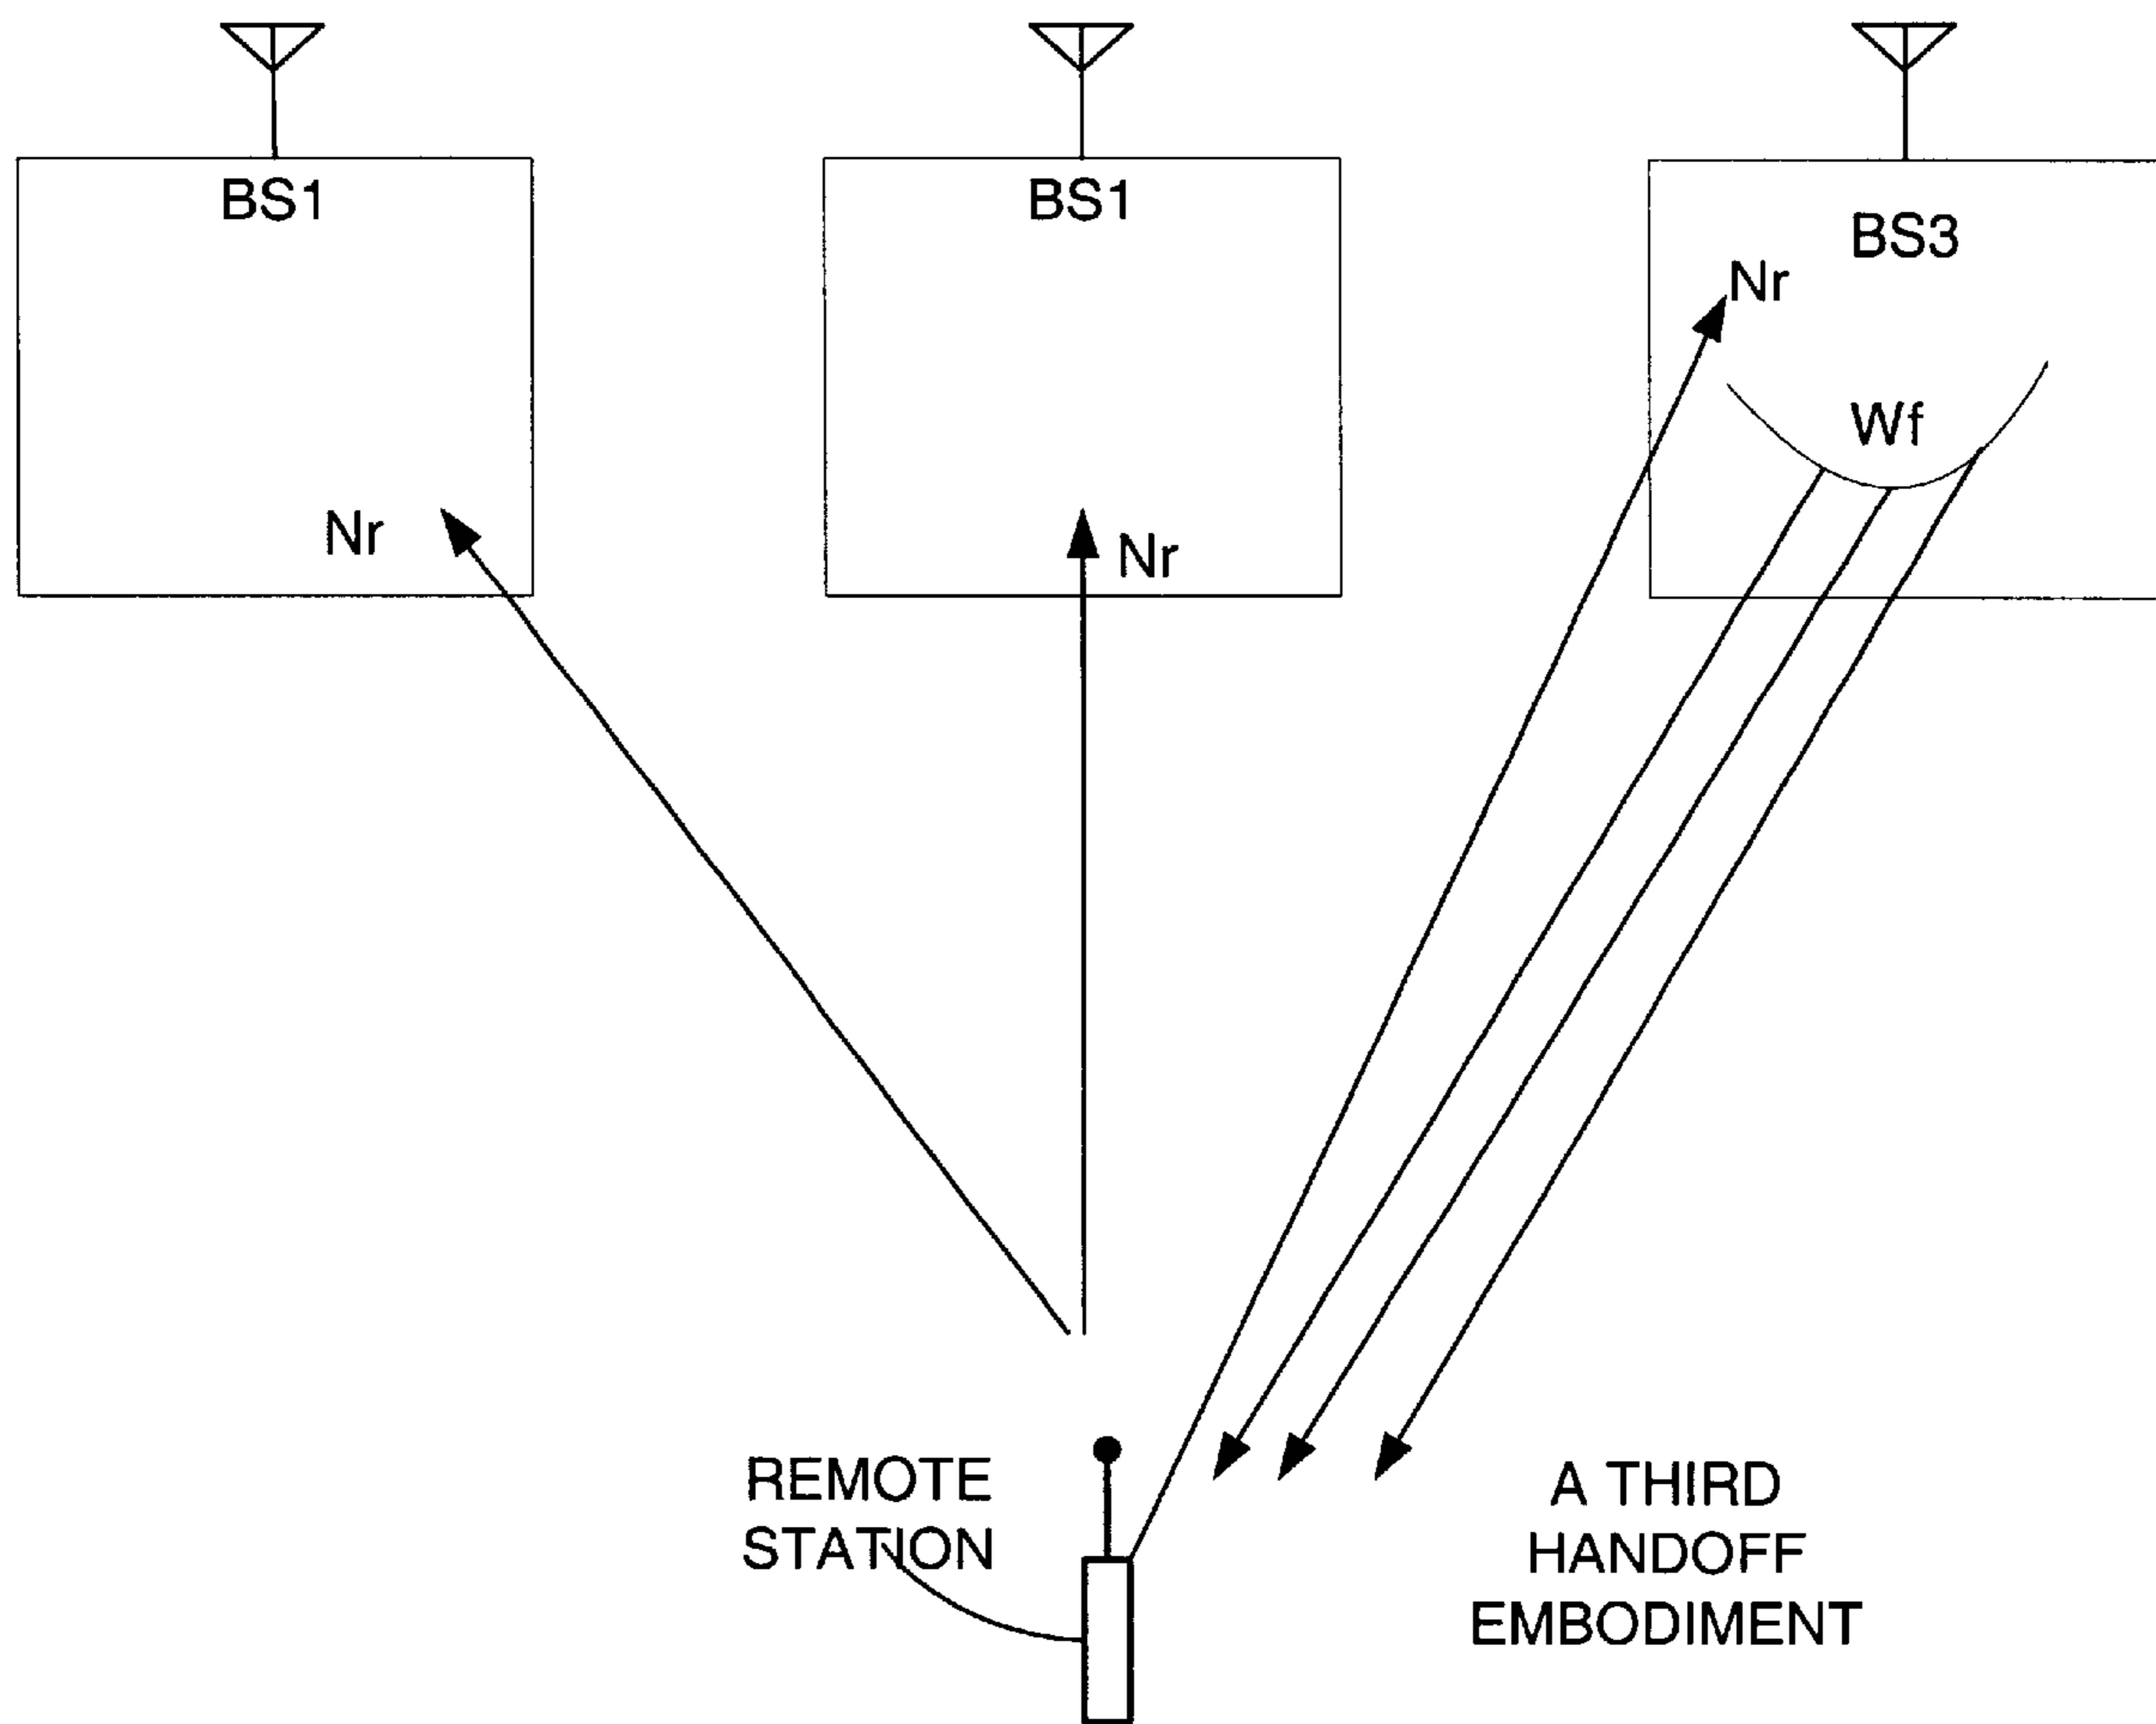 BS1
BS1
BS3
Nr
Wf
Nr
Nr
REMOTE
STATION
A THIRD
HANDOFF
EMBODIMENT